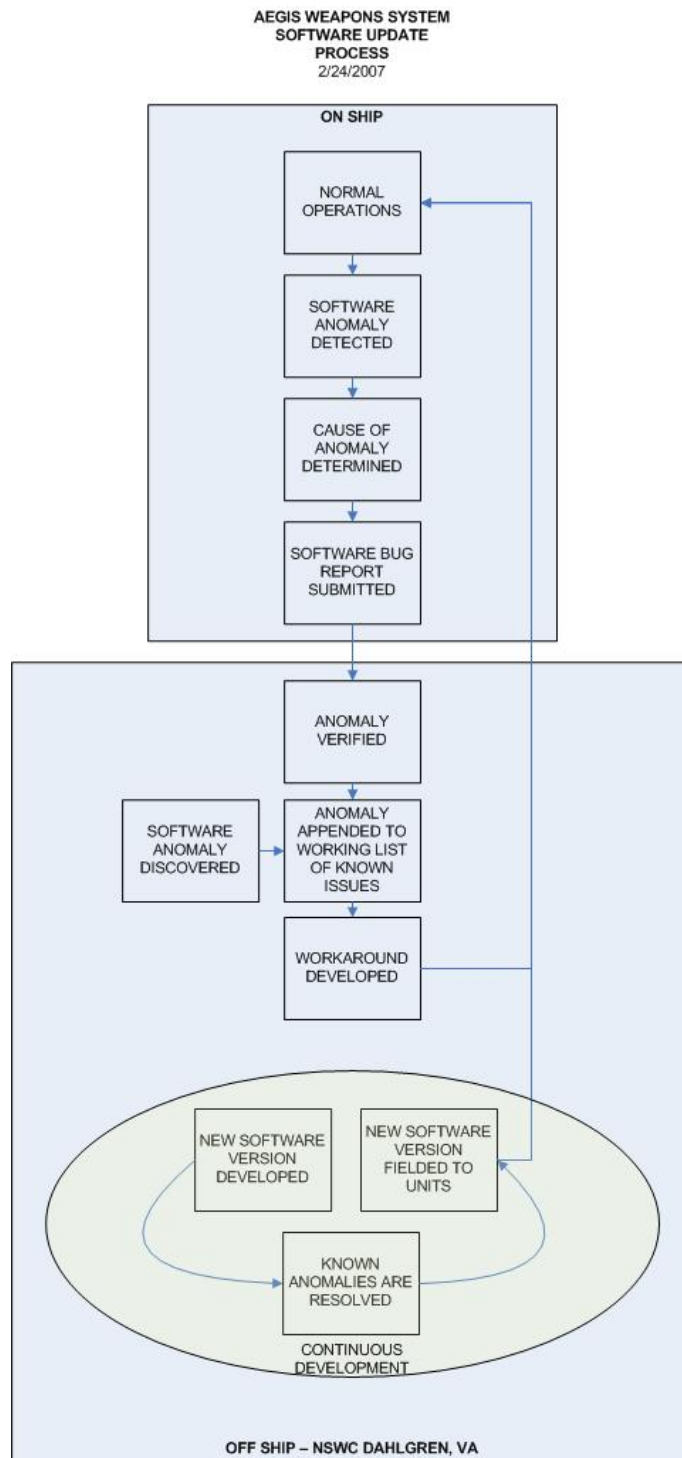 AEGIS WEAPONS SYSTEM
SOFTWARE UPDATE
PROCESS
2/24/2007
ON SHIP
NORMAL
OPERATIONS
SOFTWARE
ANOMALY
DETECTED
CAUSE OF
ANOMALY
DETERMINED
SOFTWARE BUG
REPORT
SUBMITTED
ANOMALY
VERIFIED
SOFTWARE
ANOMALY
DISCOVERED
ANOMALY
APPENDED TO
WORKING LIST
OF KNOWN
ISSUES
WORKAROUND
DEVELOPED
NEW SOFTWARE
VERSION
DEVELOPED
NEW SOFTWARE
VERSION
FIELDED TO
UNITS
KNOWN
ANOMALIES ARE
RESOLVED
CONTINUOUS
DEVELOPMENT
OFF SHIP – NSWC DAHLGREN, VA